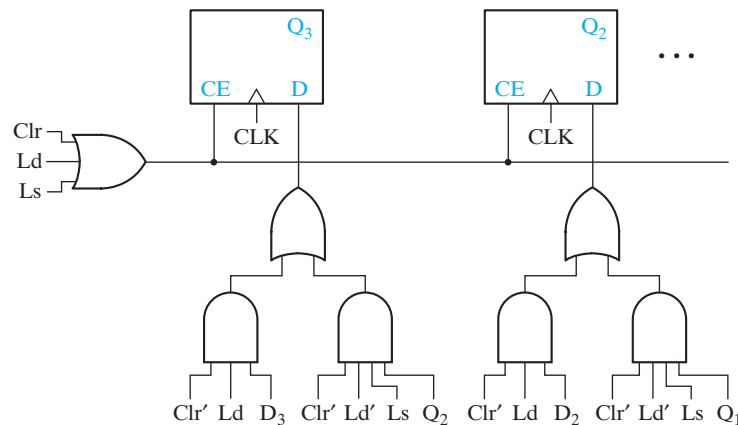 Q₃ Q₂
CE D CE D
...
CLK CLK
Clr
Ld
Ls
Clr′ Ld D₃ Clr′ Ld′ Ls Q₂ Clr′ Ld D₂ Clr′ Ld′ Ls Q₁